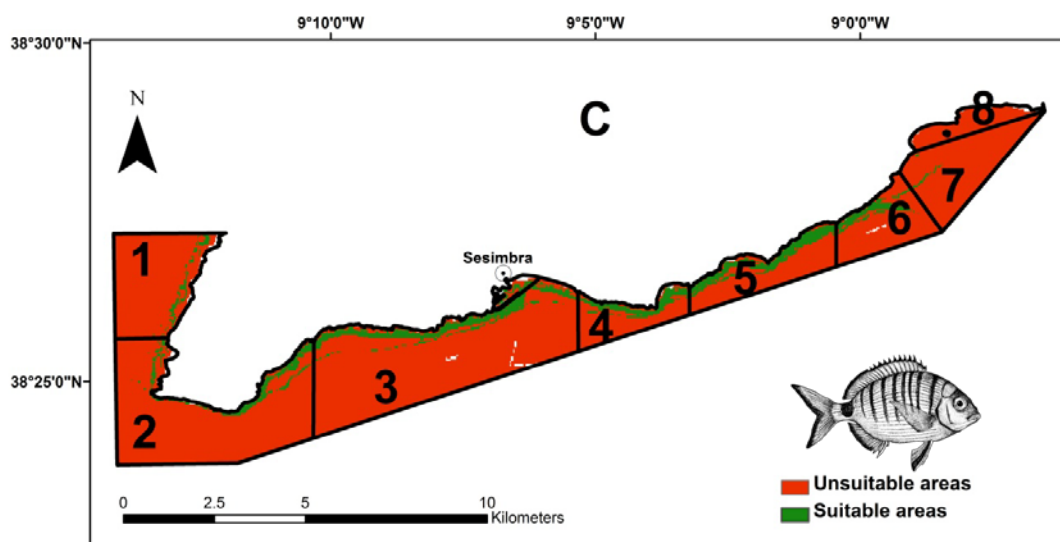 9°10'0"W 9°5'0"W 9°0'0"W
38°30'0"N
N
C
8
7
6
1
Sesimbra
5
4
38°25'0"N
3
2
Unsuitable areas
0 2.5 5 10
Kilometers
Suitable areas